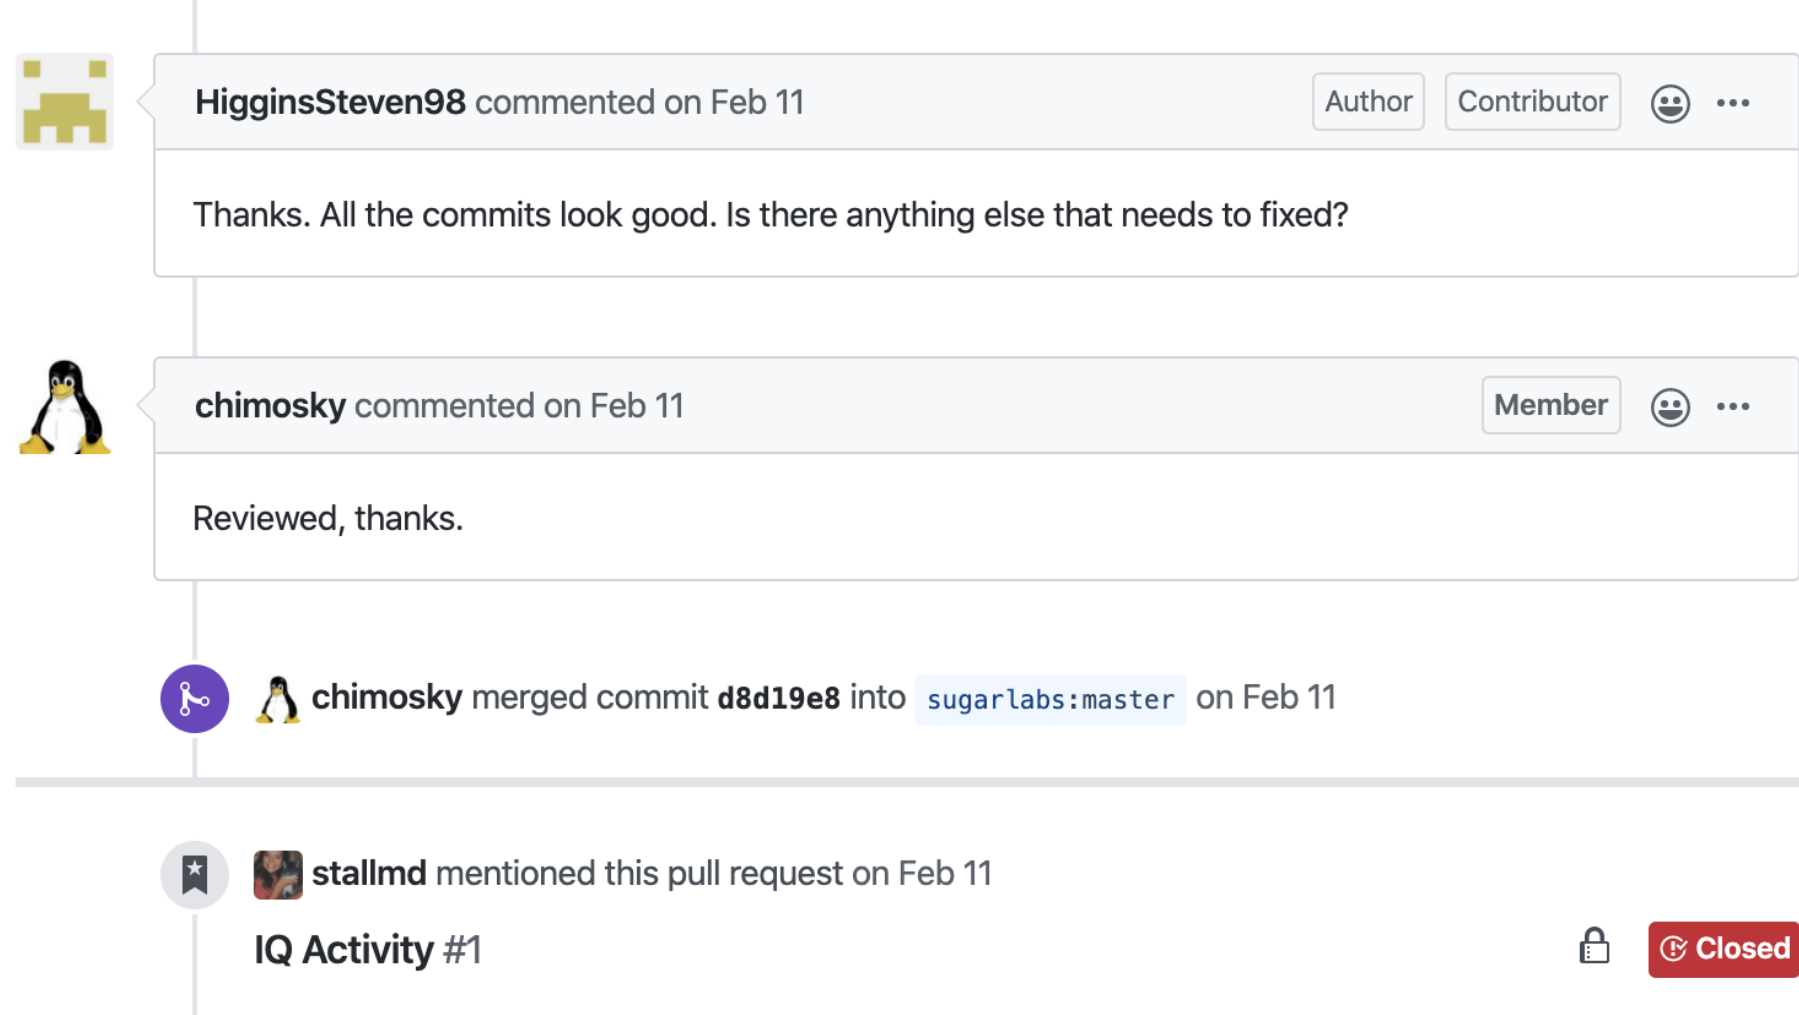 HigginsSteven98 commented on Feb 11 Author Contributor
Thanks. All the commits look good. Is there anything else that needs to fixed?
chimosky commented on Feb 11 Member
Reviewed, thanks.
chimosky merged commit d8d19e8 into sugarlabs:master on Feb 11
stallmd mentioned this pull request on Feb 11
IQ Activity #1 Closed